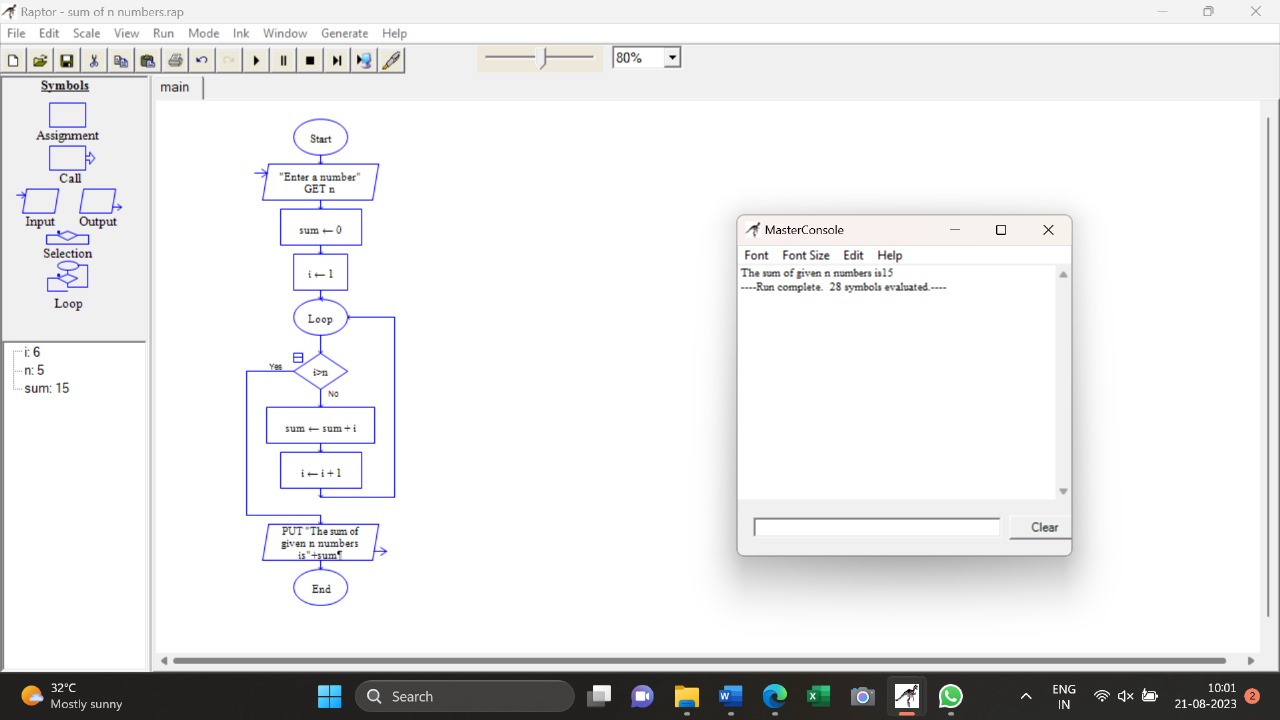 Raptor - sum of n numbers.rap
File Edit Scale View Run Mode Ink Window Generate Help
80%
Symbols
Assignment
Call
Input Output
Selection
Loop
i: 6
n: 5
sum: 15
main
Start
"Enter a number"
GET n
sum ← 0
i ← 1
Loop
Yes
i>n
No
sum ← sum + i
i ← i + 1
PUT "The sum of
given n numbers
is"+sum¶
End
MasterConsole
Font Font Size Edit Help
The sum of given n numbers is15
----Run complete. 28 symbols evaluated.----
Clear
32°C
Mostly sunny
Search
ENG
IN
10:01
21-08-2023
2